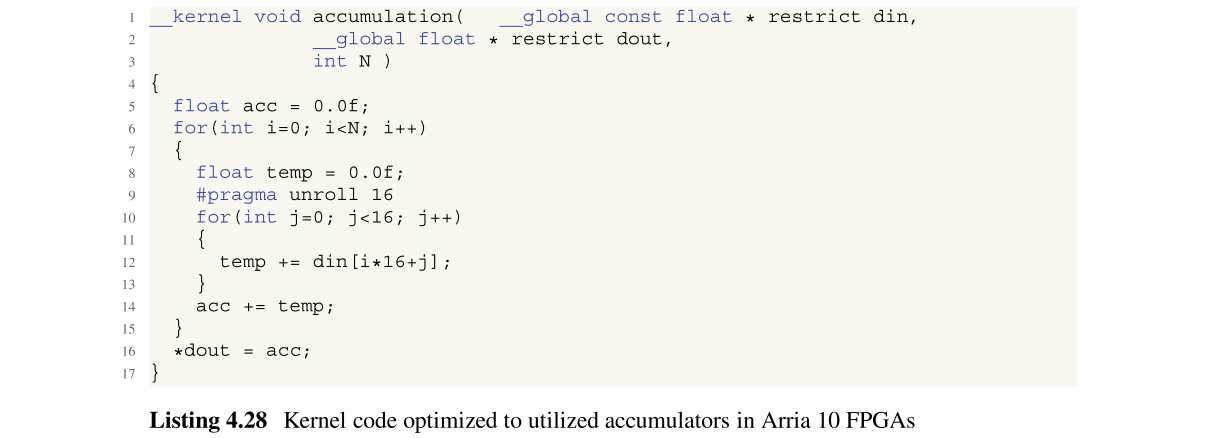 1 __kernel void accumulation( __global const float * restrict din,
2 __global float * restrict dout,
3 int N )
4 {
5 float acc = 0.0f;
6 for(int i=0; i<N; i++)
7 {
8 float temp = 0.0f;
9 #pragma unroll 16
10 for(int j=0; j<16; j++)
11 {
12 temp += din[i*16+j];
13 }
14 acc += temp;
15 }
16 *dout = acc;
17 }
Listing 4.28 Kernel code optimized to utilized accumulators in Arria 10 FPGAs